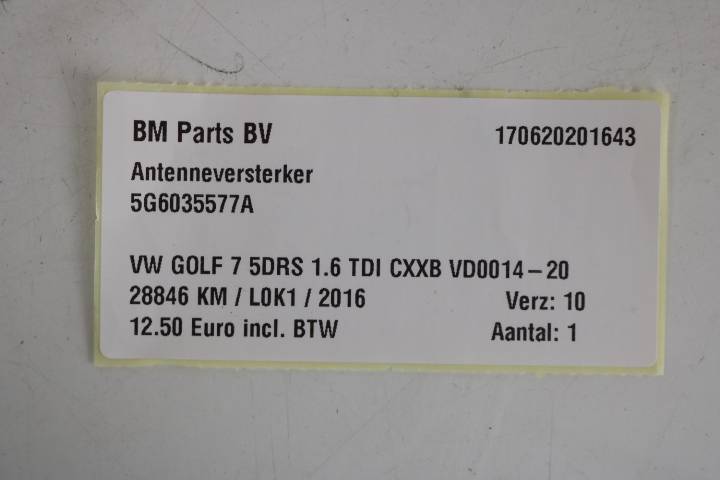 BM Parts BV 170620201643
Antenneversterker
5G6035577A
VW GOLF 7 5DRS 1.6 TDI CXXB VD0014-20
28846 KM / L0K1 / 2016 Verz: 10
12.50 Euro incl. BTW Aantal: 1